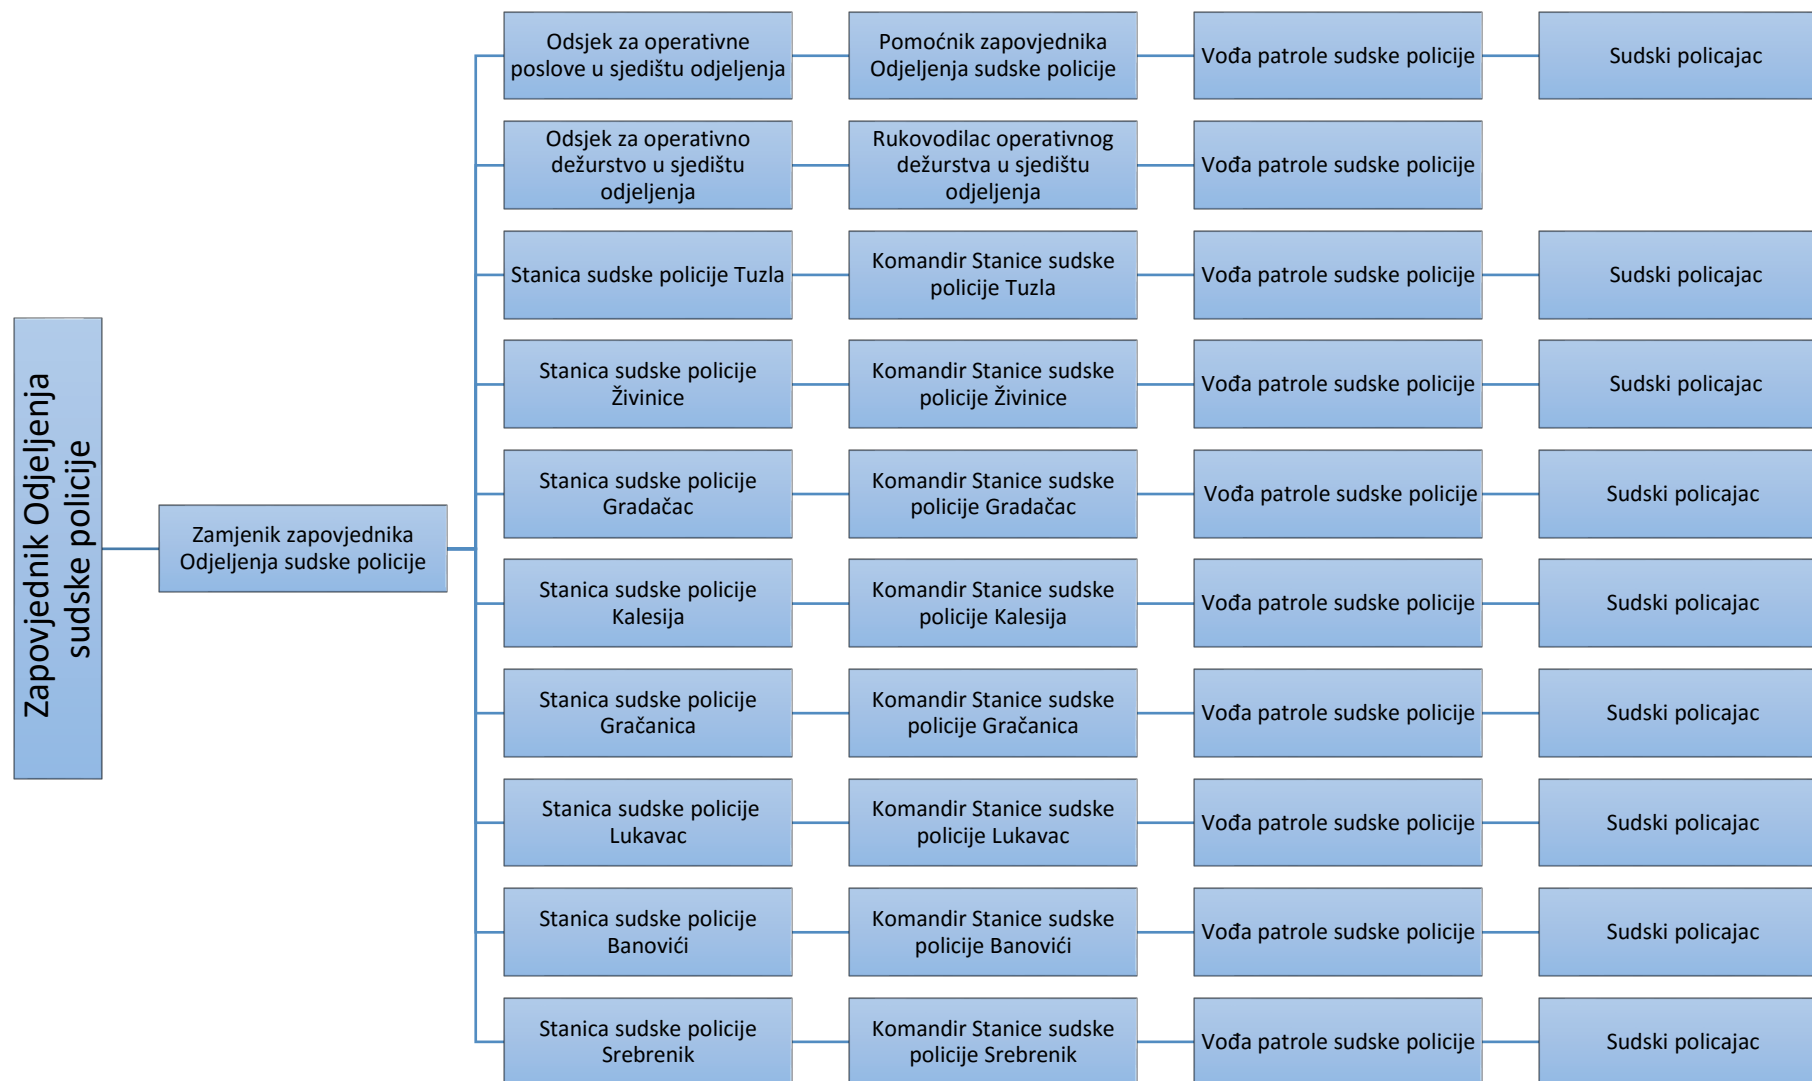 Zapovjednik Odjeljenja
sudske policije
Zamjenik zapovjednika
Odjeljenja sudske policije
Odsjek za operativne
poslove u sjedištu odjeljenja
Pomoćnik zapovjednika
Odjeljenja sudske policije
Vođa patrole sudske policije
Sudski policajac
Odsjek za operativno
dežurstvo u sjedištu
odjeljenja
Rukovodilac operativnog
dežurstva u sjedištu
odjeljenja
Vođa patrole sudske policije
Stanica sudske policije Tuzla
Komandir Stanice sudske
policije Tuzla
Vođa patrole sudske policije
Sudski policajac
Stanica sudske policije
Živinice
Komandir Stanice sudske
policije Živinice
Vođa patrole sudske policije
Sudski policajac
Stanica sudske policije
Gradačac
Komandir Stanice sudske
policije Gradačac
Vođa patrole sudske policije
Sudski policajac
Stanica sudske policije
Kalesija
Komandir Stanice sudske
policije Kalesija
Vođa patrole sudske policije
Sudski policajac
Stanica sudske policije
Gračanica
Komandir Stanice sudske
policije Gračanica
Vođa patrole sudske policije
Sudski policajac
Stanica sudske policije
Lukavac
Komandir Stanice sudske
policije Lukavac
Vođa patrole sudske policije
Sudski policajac
Stanica sudske policije
Banovići
Komandir Stanice sudske
policije Banovići
Vođa patrole sudske policije
Sudski policajac
Stanica sudske policije
Srebrenik
Komandir Stanice sudske
policije Srebrenik
Vođa patrole sudske policije
Sudski policajac